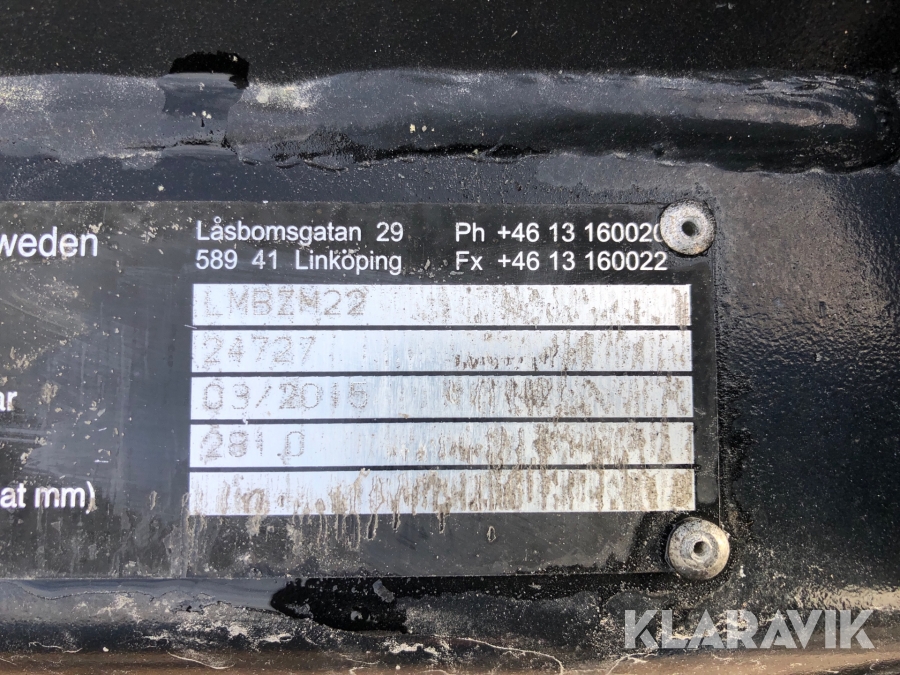 weden
Låsbomsgatan 29 Ph +46 13 160020
589 41 Linköping Fx +46 13 160022
LMBZM22
24727
ar 03/2015
281.0
at mm)
KLARAVIK